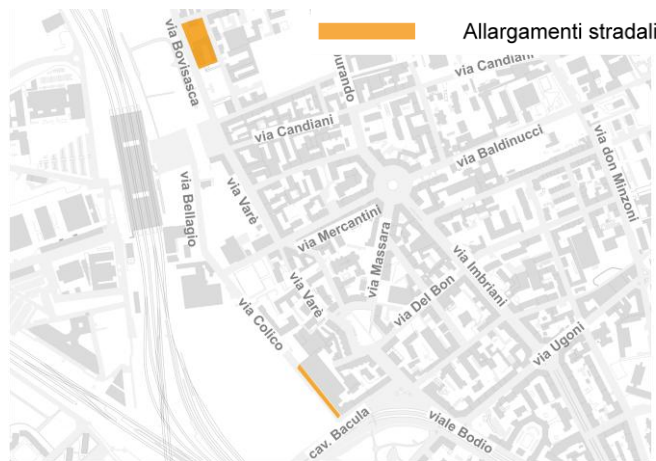 Allargamenti stradali
via Bovisasca
via Candiani
via Candiani
via Baldinucci
via don Minzoni
via Bellagio
via Varè
via Mercantini
via Massara
via Imbriani
via Varè
via Del Bon
via Colico
via Ugoni
cav. Bacula
viale Bodio